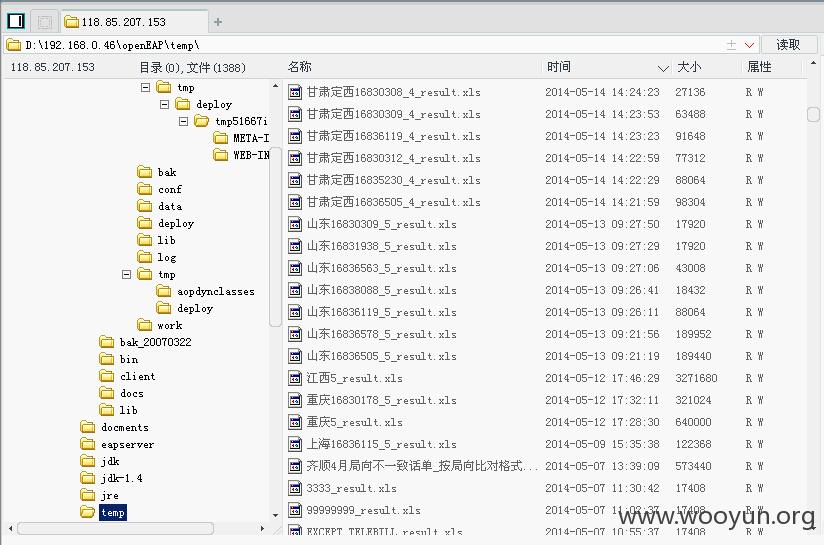 118.85.207.153
D:\192.168.0.46\openEAP\temp\
读取
118.85.207.153
目录(0),文件(1388)
名称
时间
大小
属性
tmp
deploy
tmp51667i
META-I
WEB-IN
bak
conf
data
deploy
lib
log
tmp
aopdynclasses
deploy
work
bak_20070322
bin
client
docs
lib
docments
eapserver
jdk
jdk-1.4
jre
temp
甘肃定西16830308_4_result.xls 2014-05-14 14:24:23 27136 R W
甘肃定西16830309_4_result.xls 2014-05-14 14:23:53 63488 R W
甘肃定西16836119_4_result.xls 2014-05-14 14:23:23 91648 R W
甘肃定西16830312_4_result.xls 2014-05-14 14:22:59 77312 R W
甘肃定西16835230_4_result.xls 2014-05-14 14:22:29 88064 R W
甘肃定西16836505_4_result.xls 2014-05-14 14:21:59 98304 R W
山东16830309_5_result.xls 2014-05-13 09:27:50 17920 R W
山东16831938_5_result.xls 2014-05-13 09:27:29 17920 R W
山东16836563_5_result.xls 2014-05-13 09:27:06 43008 R W
山东16838088_5_result.xls 2014-05-13 09:26:41 18432 R W
山东16836119_5_result.xls 2014-05-13 09:26:11 88064 R W
山东16836578_5_result.xls 2014-05-13 09:21:56 189952 R W
山东16836505_5_result.xls 2014-05-13 09:21:19 189440 R W
江西5_result.xls 2014-05-12 17:46:29 3271680 R W
重庆16830178_5_result.xls 2014-05-12 17:32:11 321024 R W
重庆5_result.xls 2014-05-12 17:28:30 640000 R W
上海16836115_5_result.xls 2014-05-09 15:35:38 122368 R W
齐顺4月局向不一致话单_按局向比对格式... 2014-05-07 13:39:09 573440 R W
3333_result.xls 2014-05-07 11:30:42 17408 R W
99999999_result.xls 2014-05-07 11:02:37 17408 R W
EXCEPT_TELEBILL_result.xls 2014-05-07 10:55:37 17408 R W
www.wooyun.org